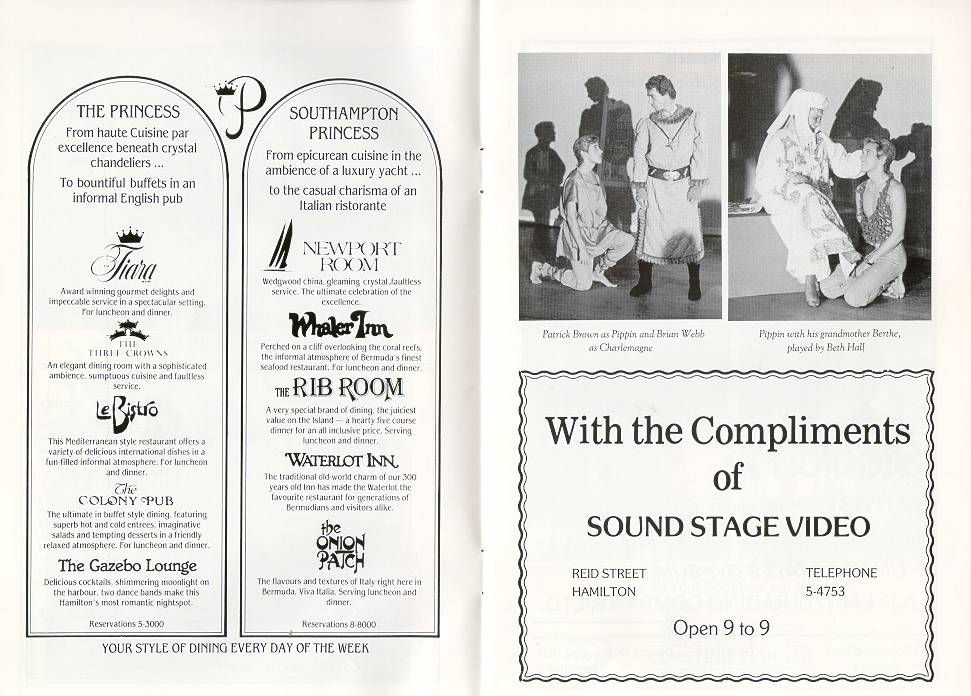 THE PRINCESS
From haute Cuisine par
excellence beneath crystal
chandeliers ...
To bountiful buffets in an
informal English pub
Tiara
Award winning gourmet delights and
impeccable service in a spectacular setting.
For luncheon and dinner.
THE
THREE CROWNS
An elegant dining room with a sophisticated
ambience, sumptuous cuisine and faultless
service.
Le Bistro
This Mediterranean style restaurant offers a
variety of delicious international dishes in a
fun-filled informal atmosphere. For luncheon
and dinner.
The
COLONY PUB
The ultimate in buffet style dining, featuring
superb hot and cold entrees, imaginative
salads and tempting desserts in a friendly
relaxed atmosphere. For luncheon and dinner.
The Gazebo Lounge
Delicious cocktails, shimmering moonlight on
the harbour, two dance bands make this
Hamilton's most romantic nightspot.
Reservations 5-3000
P
SOUTHAMPTON
PRINCESS
From epicurean cuisine in the
ambience of a luxury yacht ...
to the casual charisma of an
Italian ristorante
NEWPORT
ROOM
Wedgwood china, gleaming crystal, faultless
service. The ultimate celebration of the
excellence.
Whaler Inn
Perched on a cliff overlooking the coral reefs,
the informal atmosphere of Bermuda's finest
seafood restaurant. For luncheon and dinner.
THE RIB ROOM
A very special brand of dining, the juiciest
value on the Island — a hearty five course
dinner for an all inclusive price. Serving
luncheon and dinner.
WATERLOT INN
The traditional old-world charm of our 300
years old Inn has made the Waterlot the
favourite restaurant for generations of
Bermudians and visitors alike.
the
ONION
PATCH
The flavours and textures of Italy right here in
Bermuda. Viva Italia. Serving luncheon and
dinner.
Reservations 8-8000
YOUR STYLE OF DINING EVERY DAY OF THE WEEK
Patrick Brown as Pippin and Brian Webb
as Charlemagne
Pippin with his grandmother Berthe,
played by Beth Hall
With the Compliments
of
SOUND STAGE VIDEO
REID STREET
HAMILTON
TELEPHONE
5-4753
Open 9 to 9